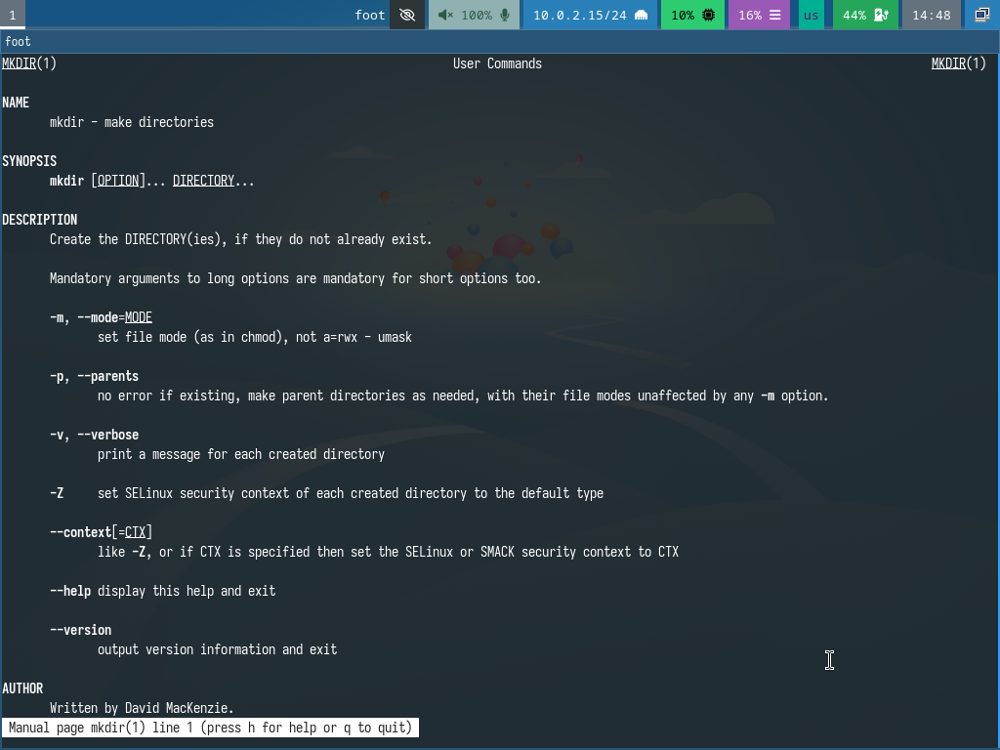 1 foot 100% 10.0.2.15/24 10% 16% us 44% 14:48
foot
MKDIR(1) User Commands MKDIR(1)
NAME
mkdir - make directories
SYNOPSIS
mkdir [OPTION]... DIRECTORY...
DESCRIPTION
Create the DIRECTORY(ies), if they do not already exist.
Mandatory arguments to long options are mandatory for short options too.
-m, --mode=MODE
set file mode (as in chmod), not a=rwx - umask
-p, --parents
no error if existing, make parent directories as needed, with their file modes unaffected by any -m option.
-v, --verbose
print a message for each created directory
-Z set SELinux security context of each created directory to the default type
--context[=CTX]
like -Z, or if CTX is specified then set the SELinux or SMACK security context to CTX
--help display this help and exit
--version
output version information and exit
AUTHOR
Written by David MacKenzie.
Manual page mkdir(1) line 1 (press h for help or q to quit)